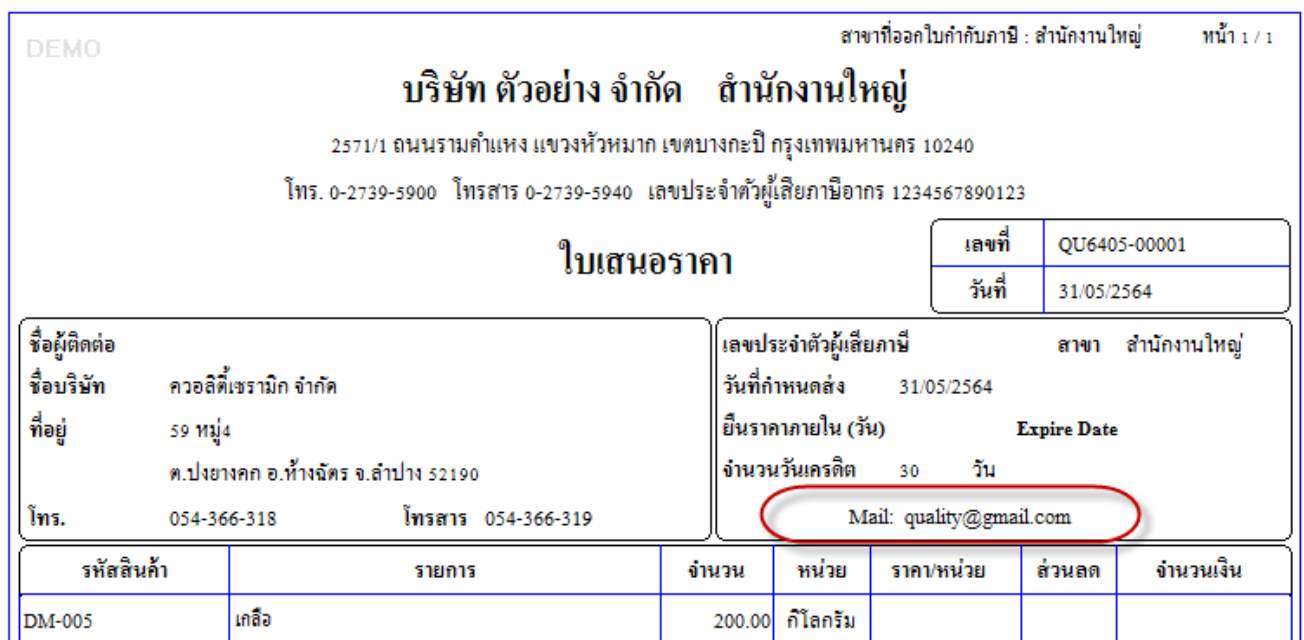 DEMO
สาขาที่ออกใบกำกับภาษี : สำนักงานใหญ่ หน้า 1 / 1
บริษัท ตัวอย่าง จำกัด สำนักงานใหญ่
2571/1 ถนนรามคำแหง แขวงหัวหมาก เขตบางกะปิ กรุงเทพมหานคร 10240
โทร. 0-2739-5900 โทรสาร 0-2739-5940 เลขประจำตัวผู้เสียภาษีอากร 1234567890123
ใบเสนอราคา
เลขที่ QU6405-00001
วันที่ 31/05/2564
ชื่อผู้ติดต่อ
ชื่อบริษัท ควอลิตี้เซรามิก จำกัด
ที่อยู่ 59 หมู่4
ต.ปงยางคก อ.ห้างฉัตร จ.ลำปาง 52190
โทร. 054-366-318 โทรสาร 054-366-319
เลขประจำตัวผู้เสียภาษี สาขา สำนักงานใหญ่
วันที่กำหนดส่ง 31/05/2564
ยืนราคาภายใน (วัน) Expire Date
จำนวนวันเครดิต 30 วัน
Mail: quality@gmail.com
รหัสสินค้า รายการ จำนวน หน่วย ราคา/หน่วย ส่วนลด จำนวนเงิน
DM-005 เกลือ 200.00 กิโลกรัม